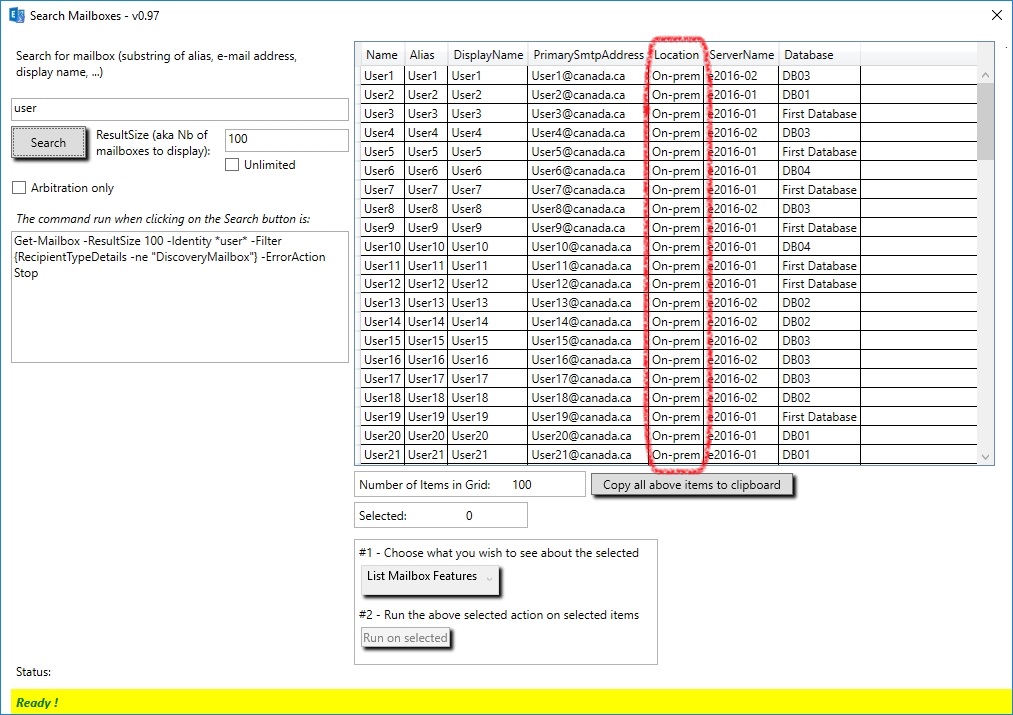 Search Mailboxes - v0.97
Search for mailbox (substring of alias, e-mail address,
display name, ...)
user
Search
ResultSize (aka Nb of
mailboxes to display):
100
Unlimited
Arbitration only
The command run when clicking on the Search button is:
Get-Mailbox -ResultSize 100 -Identity *user* -Filter
{RecipientTypeDetails -ne "DiscoveryMailbox"} -ErrorAction
Stop
Name Alias DisplayName PrimarySmtpAddress Location ServerName Database
User1 User1 User1 User1@canada.ca On-prem e2016-02 DB03
User2 User2 User2 User2@canada.ca On-prem e2016-01 DB01
User3 User3 User3 User3@canada.ca On-prem e2016-01 First Database
User4 User4 User4 User4@canada.ca On-prem e2016-02 DB03
User5 User5 User5 User5@canada.ca On-prem e2016-01 First Database
User6 User6 User6 User6@canada.ca On-prem e2016-01 DB04
User7 User7 User7 User7@canada.ca On-prem e2016-01 First Database
User8 User8 User8 User8@canada.ca On-prem e2016-02 DB03
User9 User9 User9 User9@canada.ca On-prem e2016-01 First Database
User10 User10 User10 User10@canada.ca On-prem e2016-01 DB04
User11 User11 User11 User11@canada.ca On-prem e2016-01 First Database
User12 User12 User12 User12@canada.ca On-prem e2016-01 First Database
User13 User13 User13 User13@canada.ca On-prem e2016-02 DB02
User14 User14 User14 User14@canada.ca On-prem e2016-02 DB02
User15 User15 User15 User15@canada.ca On-prem e2016-02 DB03
User16 User16 User16 User16@canada.ca On-prem e2016-02 DB03
User17 User17 User17 User17@canada.ca On-prem e2016-02 DB03
User18 User18 User18 User18@canada.ca On-prem e2016-02 DB02
User19 User19 User19 User19@canada.ca On-prem e2016-01 First Database
User20 User20 User20 User20@canada.ca On-prem e2016-01 DB01
User21 User21 User21 User21@canada.ca On-prem e2016-01 DB01
Number of Items in Grid: 100
Copy all above items to clipboard
Selected: 0
#1 - Choose what you wish to see about the selected
List Mailbox Features
#2 - Run the above selected action on selected items
Run on selected
Status:
Ready !